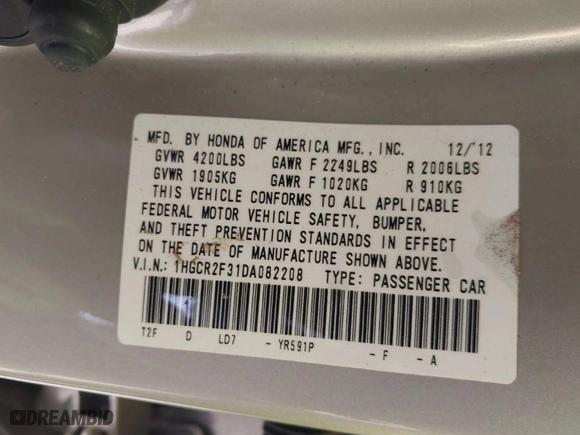 MFD. BY HONDA OF AMERICA MFG., INC. 12/'12
GVWR 4200LBS GAWR F 2249LBS R 2006LBS
GVWR 1905KG GAWR F 1020KG R 910KG
THIS VEHICLE CONFORMS TO ALL APPLICABLE
FEDERAL MOTOR VEHICLE SAFETY, BUMPER,
AND THEFT PREVENTION STANDARDS IN EFFECT
ON THE DATE OF MANUFACTURE SHOWN ABOVE.
V.I.N.: 1HGCR2F31DA082208 TYPE: PASSENGER CAR
T2F D LD7 - YR591P - F - A
DREAMBID